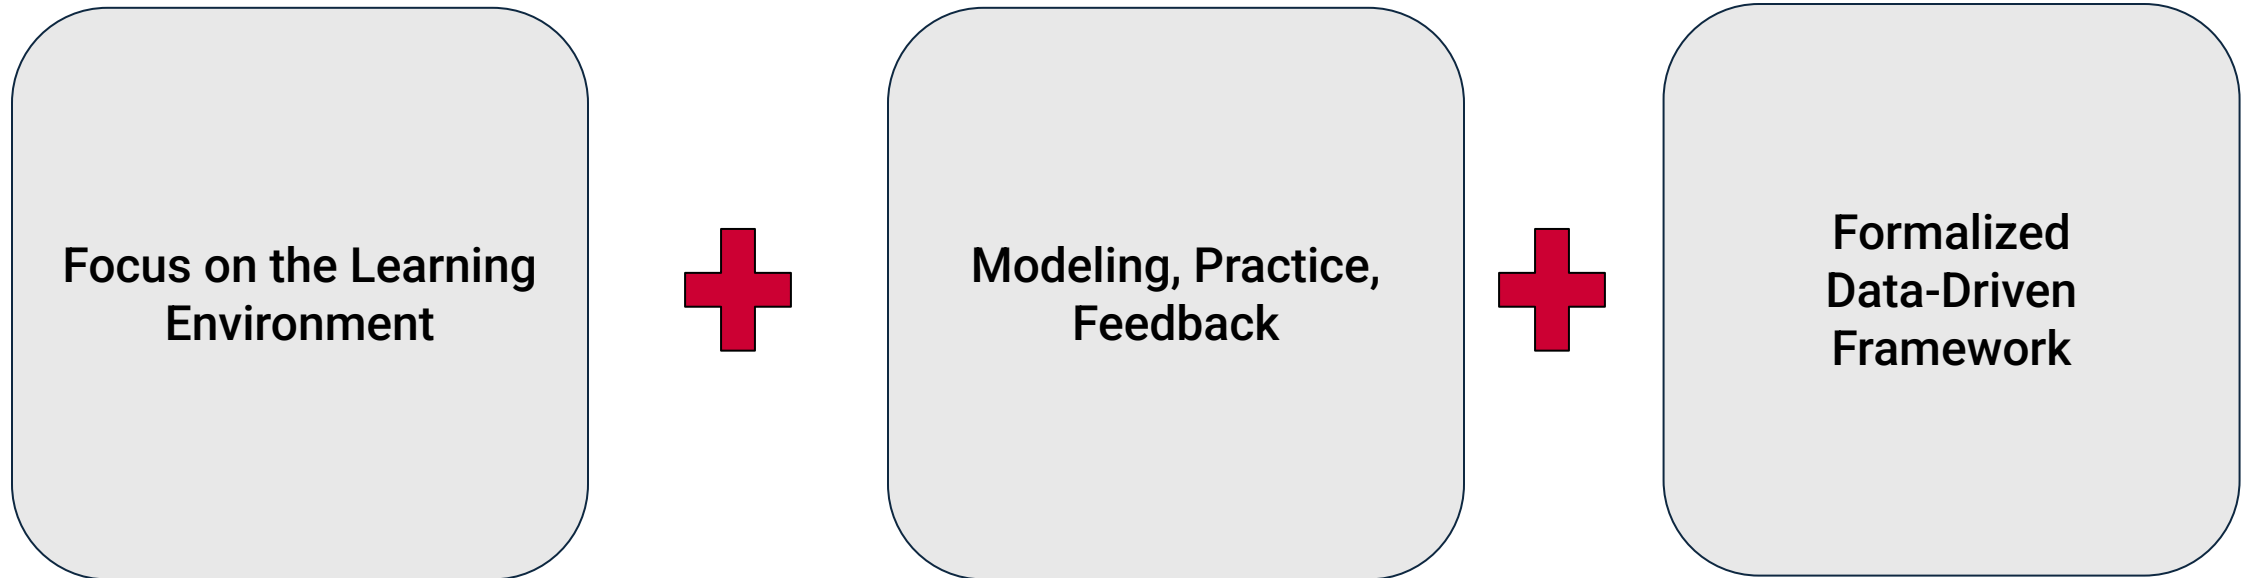 Focus on the Learning
Environment
Modeling, Practice,
Feedback
Formalized
Data-Driven
Framework